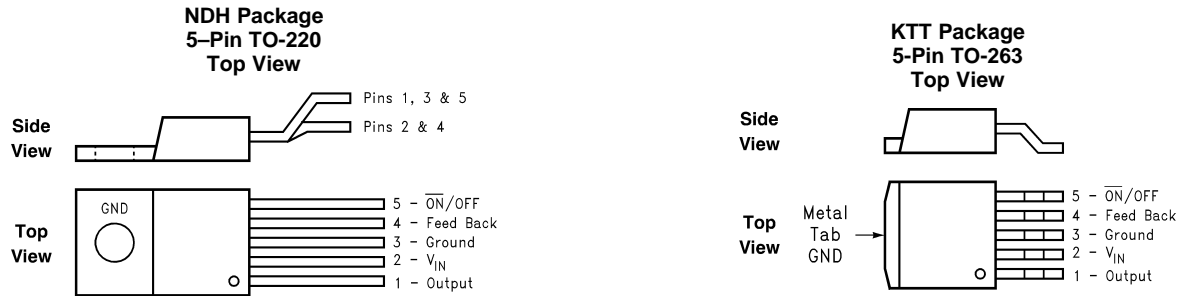 NDH Package
5–Pin TO-220
Top View
Side
View
Pins 1, 3 & 5
Pins 2 & 4
Top
View
GND
5 - O̅N̅/OFF
4 - Feed Back
3 - Ground
2 - VIN
1 - Output
KTT Package
5-Pin TO-263
Top View
Side
View
Top
View
Metal
Tab
GND
5 - O̅N̅/OFF
4 - Feed Back
3 - Ground
2 - VIN
1 - Output